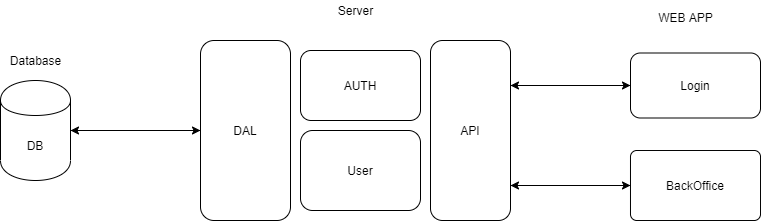 Server
WEB APP
Database
DB
DAL
AUTH
User
API
Login
BackOffice